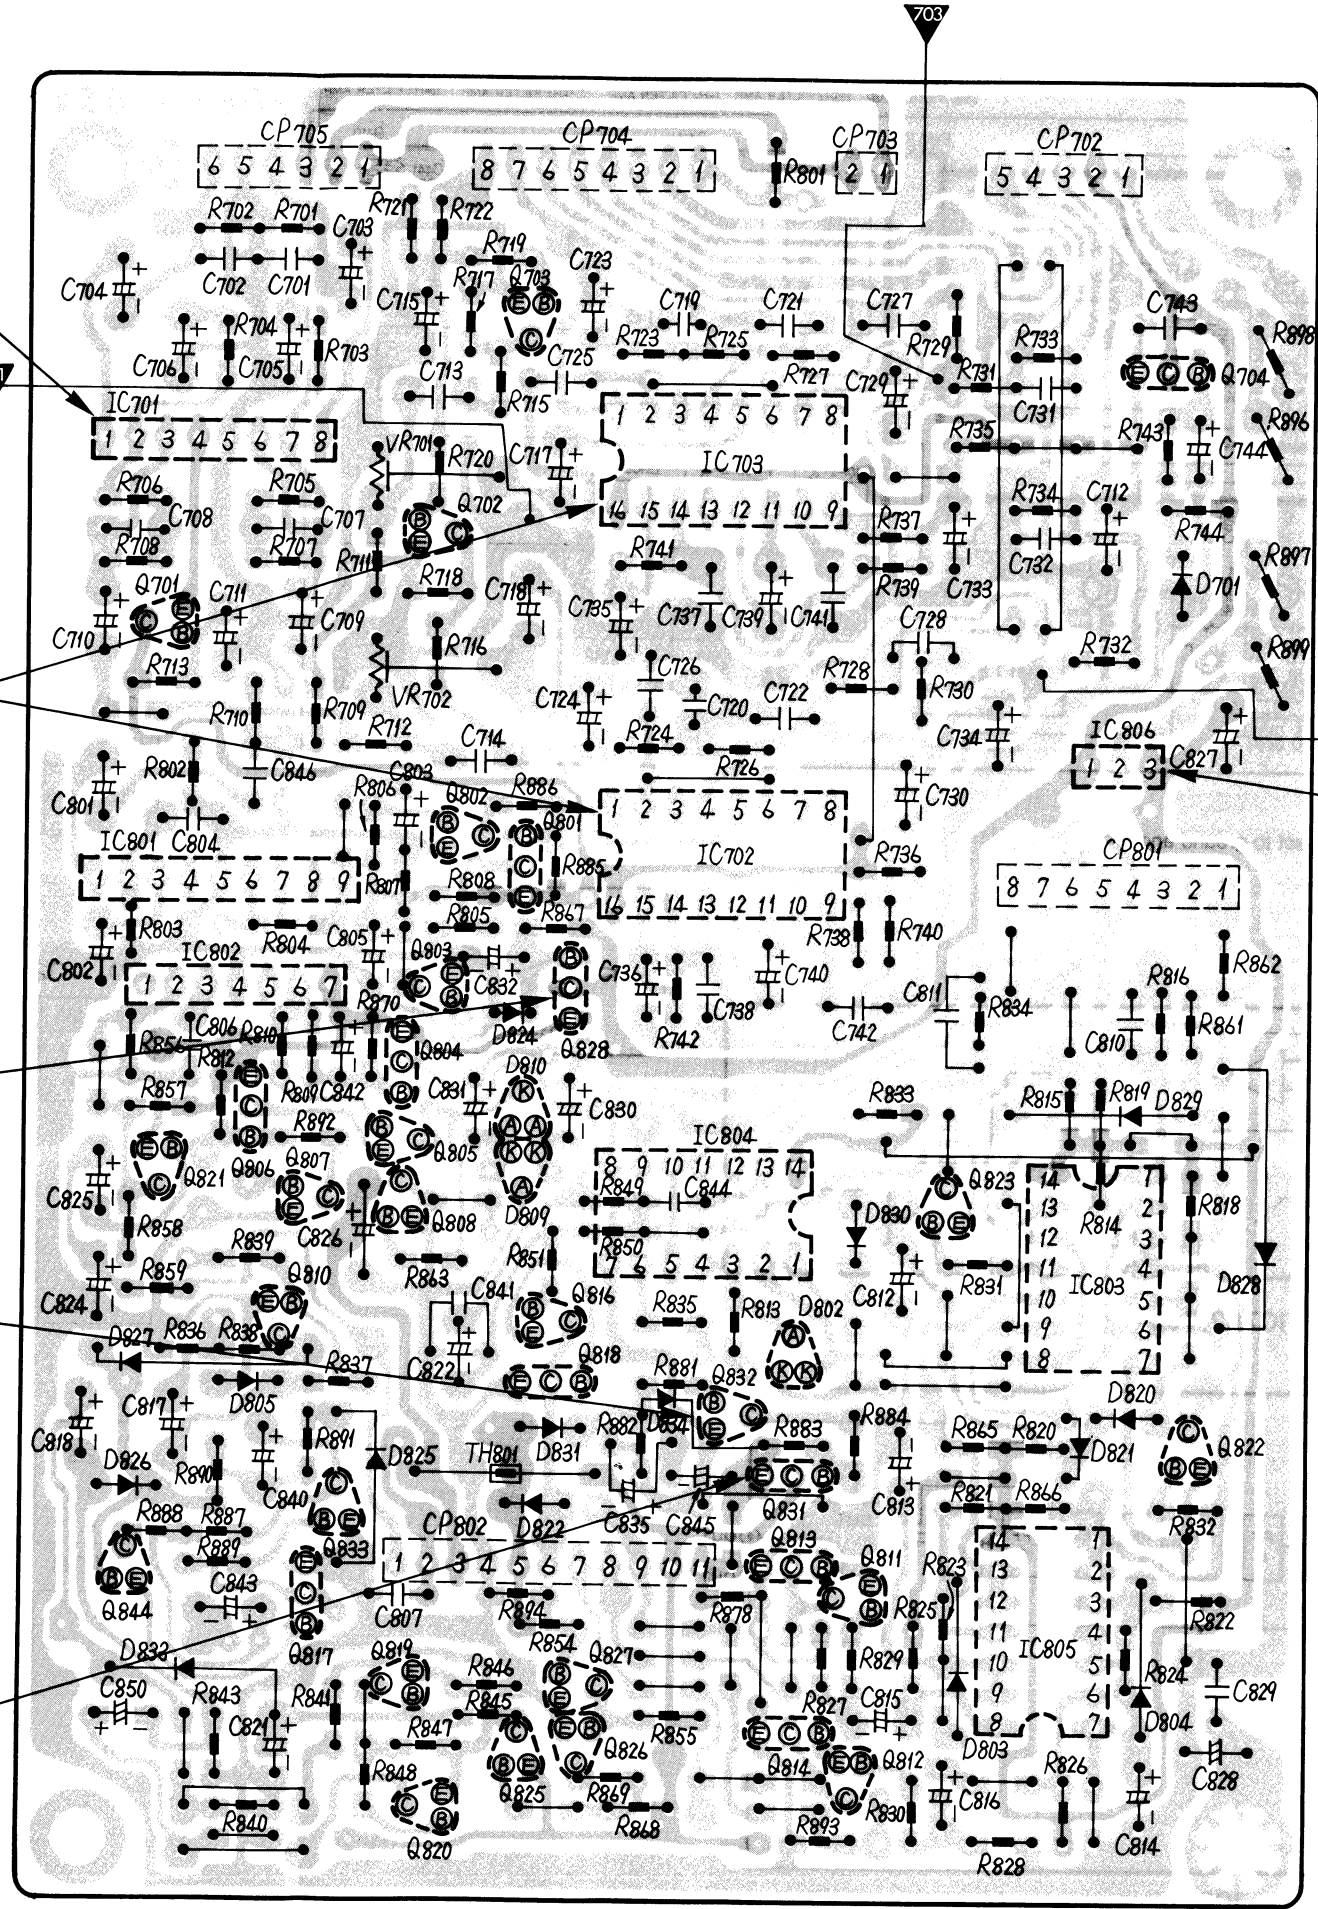 703
CP705 CP704 CP703 CP702
6 5 4 3 2 1 8 7 6 5 4 3 2 1 R801 2 1 5 4 3 2 1
R702 R701 C703 R721 R722
R719
C704 C702 C701 C715 R717 Q703 E B C C723
C719 C721 C727 C743
R704 R723 R725 R729 R733 R898
C706 C705 R703 C713 R715 C725 R727 C729 R731 C731 E C B Q704
IC701
1 2 3 4 5 6 7 8
1 2 3 4 5 6 7 8
VR701 R720 C717 IC703 R735 R743 C744 R896
R706 R705 Q702 B E C
16 15 14 13 12 11 10 9
C708 C707 R737 R734 C712 R744
R708 R707 R711 R741 C732 R897
Q701 C E B C711 R718 C718 R739 C733 D701
C710 C709 C735 C737 C739 C741 C728
R713 R716 C726 R728 R730 R732 R899
R710 R709 VR702 C724 C720 C722
R712 R724 R726 C734 IC806 C827
R802 C846 C714 1 2 3
C801 R806 C803 Q802 R886 Q801 C730
C804 B E C B C E
1 2 3 4 5 6 7 8
IC801 IC702 R736 CP801
1 2 3 4 5 6 7 8 9 R807 R808 R885 8 7 6 5 4 3 2 1
16 15 14 13 12 11 10 9
R803 R804 C805 R805 R867 R738 R740
C802 IC802 Q803 C832 C736 C740 R862
1 2 3 4 5 6 7 C E B B C E C811 R834 R816
R870 D824 R742 C738 C742 C810 R861
R856 C806 R810 Q804 Q828
R812 E C B D810
R857 R809 C842 C831 K A A K K A C830 R833 R815 R819 D829
R892 Q805 IC804
Q821 Q806 Q807 8 9 10 11 12 13 14 Q823
C825 Q808 D809 R849 C844 14 1
R858 C826 13 2 R814 R818
R839 R851 R850 D830 12 3
R859 Q810 R863 7 6 5 4 3 2 1 R831 11 4 IC803 D828
C824 C841 Q816 R835 R813 D802 C812 10 5
D827 R836 R838 9 6
R837 C822 Q818 R881 Q832 8 7
C817 D805 E C B A K K D820
C818 R891 D825 R882 D834 R883 R884 R865 R820 D821 Q822
D826 R890 C840 TH801 D831 C813
R888 R887 D822 C835 C845 Q831 R821 R866 R832
R889 Q833 CP802 Q813
1 2 3 4 5 6 7 8 9 10 11 14 1
Q844 C843 C807 R894 R878 Q811 R823 13 2
R854 R825 12 3 R822
D833 Q817 Q819 Q827 11 4 IC805
C850 R841 R846 R829 10 5 R824
R843 R845 R827 C815 9 6 C829
C821 R847 R855 8 7 D804
R848 Q826 Q814 Q812 D803 R826
Q825 R869 C828
R840 Q820 R868 R893 R830 C816 C814
R828